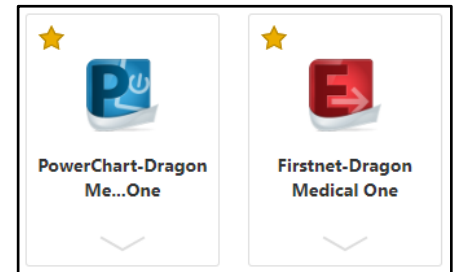 P
E
PowerChart-Dragon
Me...One
Firstnet-Dragon
Medical One